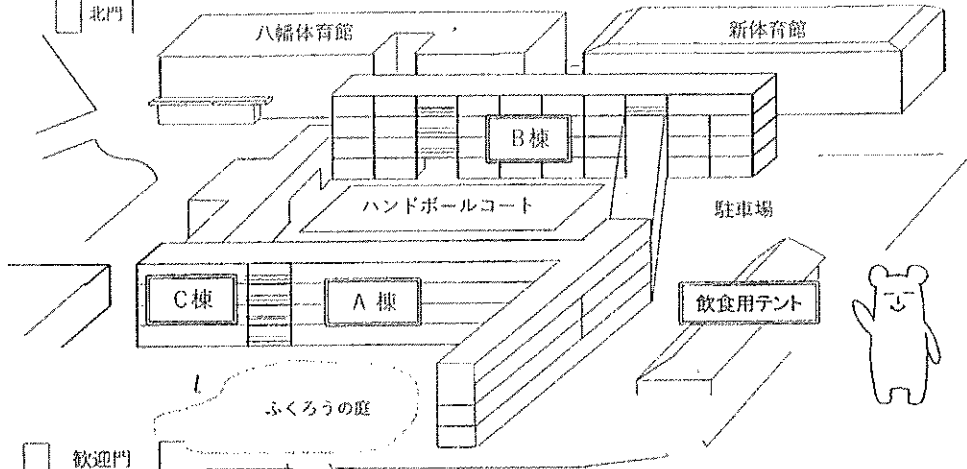 北門
八幡体育館
新体育館
B棟
ハンドボールコート
駐車場
C棟
A棟
飲食用テント
ふくろうの庭
歓迎門